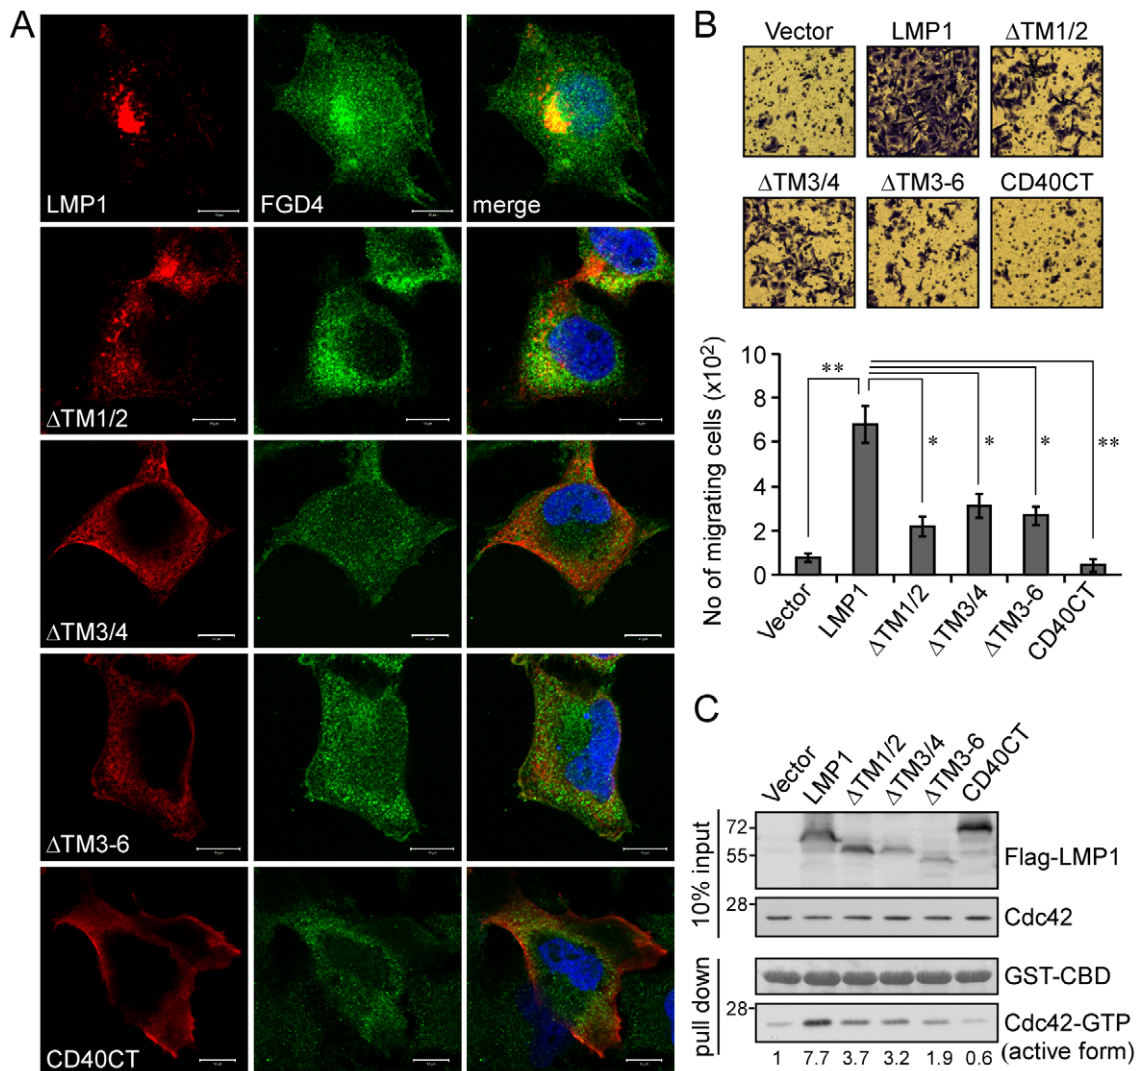 A
LMP1
FGD4
merge
ΔTM1/2
ΔTM3/4
ΔTM3-6
CD40CT
B
Vector
LMP1
ΔTM1/2
ΔTM3/4
ΔTM3-6
CD40CT
No of migrating cells (x10²)
10
8
6
4
2
0
**
*
*
*
**
Vector
LMP1
ΔTM1/2
ΔTM3/4
ΔTM3-6
CD40CT
C
Vector
LMP1
ΔTM1/2
ΔTM3/4
ΔTM3-6
CD40CT
10% input
72
55
Flag-LMP1
28
Cdc42
pull down
GST-CBD
28
Cdc42-GTP
(active form)
1 7.7 3.7 3.2 1.9 0.6